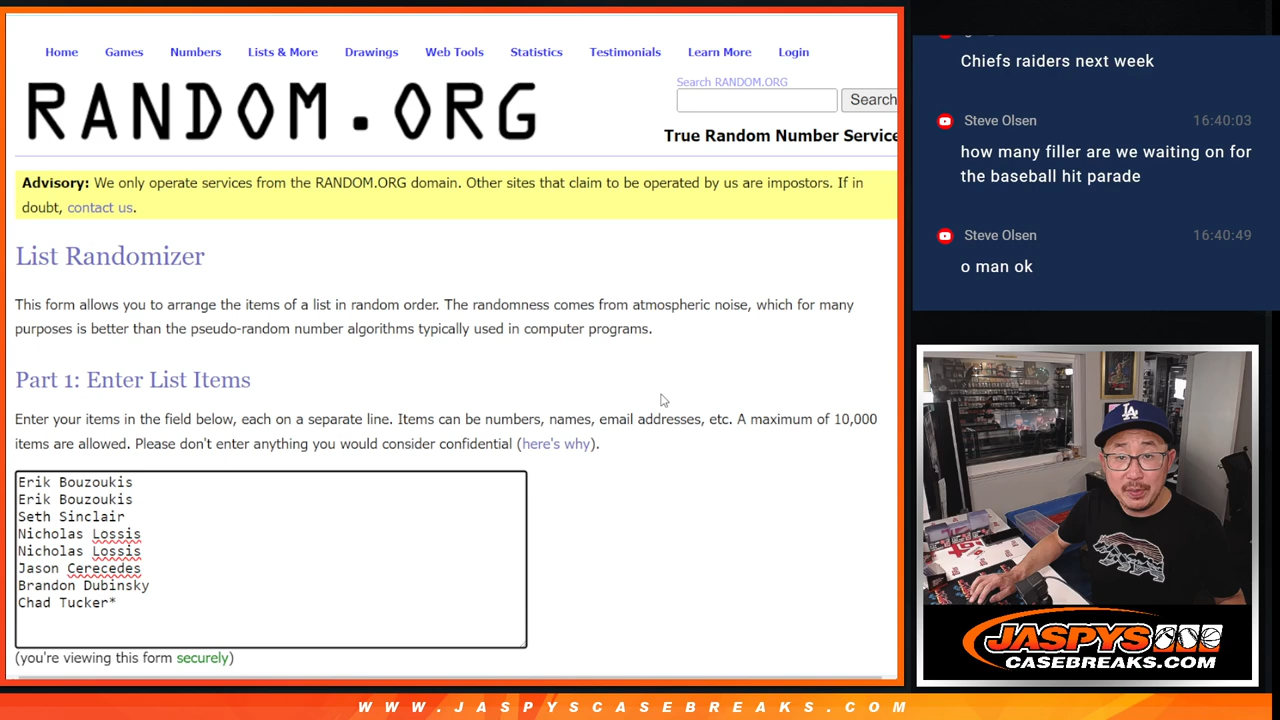 Home Games Numbers Lists & More Drawings Web Tools Statistics Testimonials Learn More Login
RANDOM.ORG
Search RANDOM.ORG
Search
True Random Number Service
Advisory: We only operate services from the RANDOM.ORG domain. Other sites that claim to be operated by us are impostors. If in
doubt, contact us.
List Randomizer
This form allows you to arrange the items of a list in random order. The randomness comes from atmospheric noise, which for many
purposes is better than the pseudo-random number algorithms typically used in computer programs.
Part 1: Enter List Items
Enter your items in the field below, each on a separate line. Items can be numbers, names, email addresses, etc. A maximum of 10,000
items are allowed. Please don't enter anything you would consider confidential (here's why).
Erik Bouzoukis
Erik Bouzoukis
Seth Sinclair
Nicholas Lossis
Nicholas Lossis
Jason Cerecedes
Brandon Dubinsky
Chad Tucker*
(you're viewing this form securely)
Chiefs raiders next week
Steve Olsen 16:40:03
how many filler are we waiting on for
the baseball hit parade
Steve Olsen 16:40:49
o man ok
LA
JASPYS
CASEBREAKS.COM
WWW.JASPYSCASEBREAKS.COM